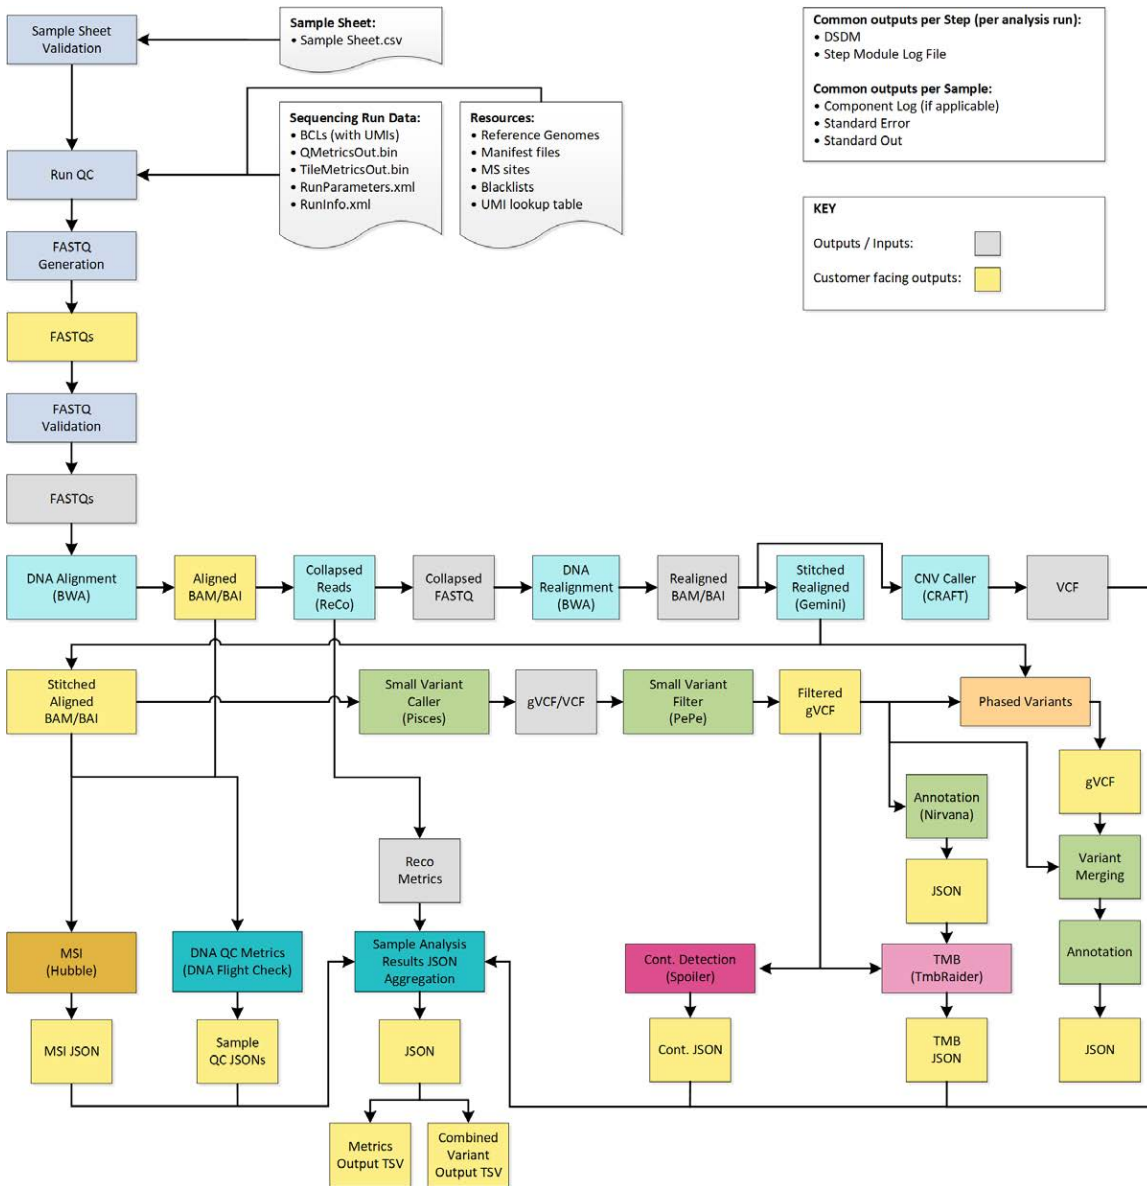 Sample Sheet
Validation
Sample Sheet:
• Sample Sheet.csv
Common outputs per Step (per analysis run):
• DSDM
• Step Module Log File
Common outputs per Sample:
• Component Log (if applicable)
• Standard Error
• Standard Out
Run QC
Sequencing Run Data:
• BCLs (with UMIs)
• QMetricsOut.bin
• TileMetricsOut.bin
• RunParameters.xml
• RunInfo.xml
Resources:
• Reference Genomes
• Manifest files
• MS sites
• Blacklists
• UMI lookup table
KEY
Outputs / Inputs:
Customer facing outputs:
FASTQ
Generation
FASTQs
FASTQ
Validation
FASTQs
DNA Alignment
(BWA)
Aligned
BAM/BAI
Collapsed
Reads
(ReCo)
Collapsed
FASTQ
DNA
Realignment
(BWA)
Realigned
BAM/BAI
Stitched
Realigned
(Gemini)
CNV Caller
(CRAFT)
VCF
Stitched
Aligned
BAM/BAI
Small Variant
Caller
(Pisces)
gVCF/VCF
Small Variant
Filter
(PePe)
Filtered
gVCF
Phased Variants
gVCF
Annotation
(Nirvana)
Reco
Metrics
JSON
Variant
Merging
MSI
(Hubble)
DNA QC Metrics
(DNA Flight Check)
Sample Analysis
Results JSON
Aggregation
Cont. Detection
(Spoiler)
TMB
(TmbRaider)
Annotation
MSI JSON
Sample
QC JSONs
JSON
Cont. JSON
TMB
JSON
JSON
Metrics
Output TSV
Combined
Variant
Output TSV